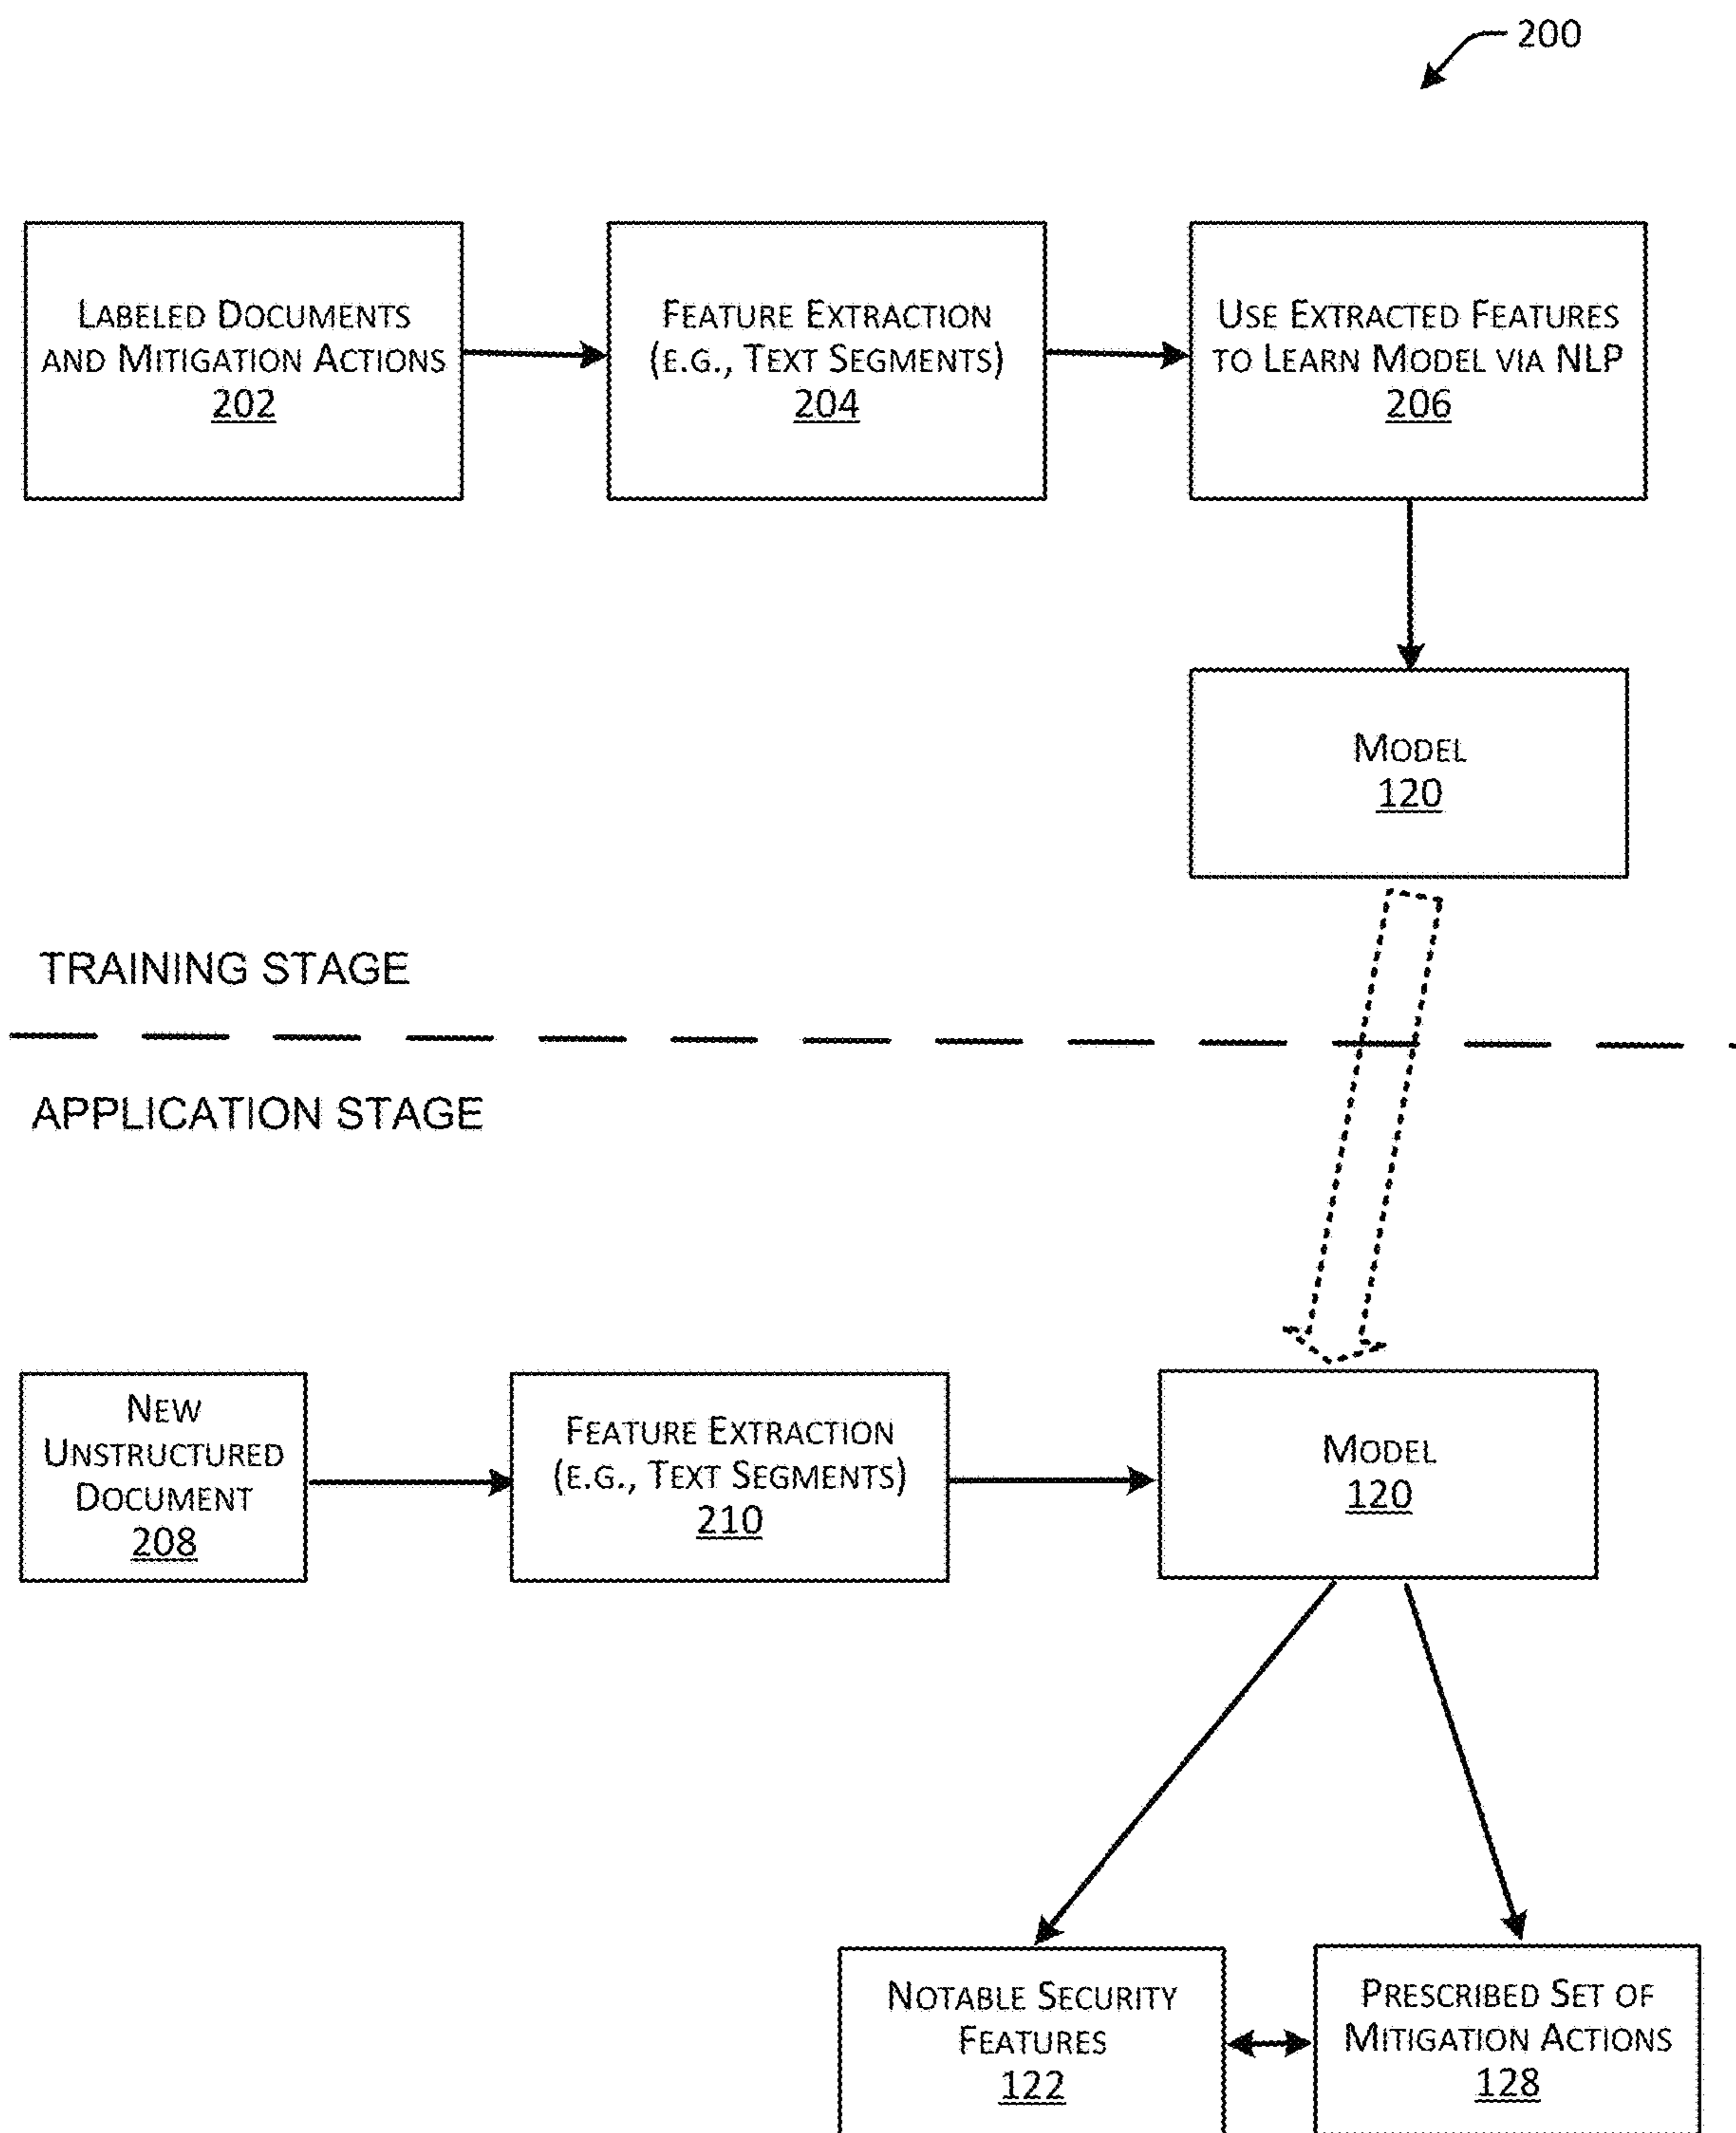 200
LABELED DOCUMENTS
AND MITIGATION ACTIONS
202
FEATURE EXTRACTION
(E.G., TEXT SEGMENTS)
204
USE EXTRACTED FEATURES
TO LEARN MODEL VIA NLP
206
MODEL
120
TRAINING STAGE
APPLICATION STAGE
NEW
UNSTRUCTURED
DOCUMENT
208
FEATURE EXTRACTION
(E.G., TEXT SEGMENTS)
210
MODEL
120
NOTABLE SECURITY
FEATURES
122
PRESCRIBED SET OF
MITIGATION ACTIONS
128